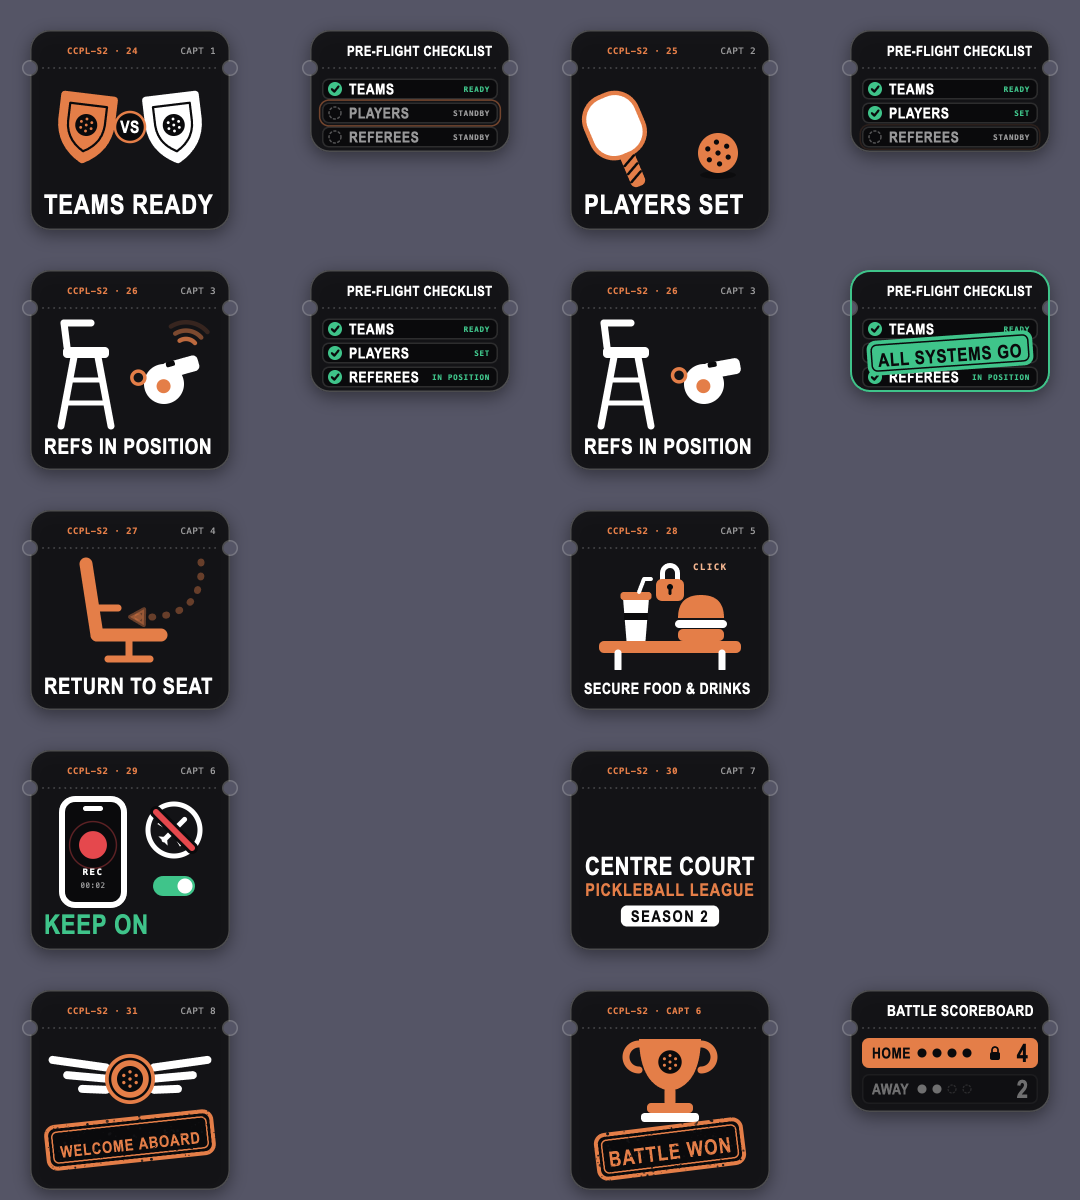 CCPL–S2 · 24 CAPT 1
VS
TEAMS READY
PRE-FLIGHT CHECKLIST
TEAMS READY
PLAYERS STANDBY
REFEREES STANDBY
CCPL–S2 · 25 CAPT 2
PLAYERS SET
PRE-FLIGHT CHECKLIST
TEAMS READY
PLAYERS SET
REFEREES STANDBY
CCPL–S2 · 26 CAPT 3
REFS IN POSITION
PRE-FLIGHT CHECKLIST
TEAMS READY
PLAYERS SET
REFEREES IN POSITION
CCPL–S2 · 26 CAPT 3
REFS IN POSITION
PRE-FLIGHT CHECKLIST
TEAMS READY
ALL SYSTEMS GO
REFEREES IN POSITION
CCPL–S2 · 27 CAPT 4
RETURN TO SEAT
CCPL–S2 · 28 CAPT 5
CLICK
SECURE FOOD & DRINKS
CCPL–S2 · 29 CAPT 6
REC
00:02
KEEP ON
CCPL–S2 · 30 CAPT 7
CENTRE COURT
PICKLEBALL LEAGUE
SEASON 2
CCPL–S2 · 31 CAPT 8
WELCOME ABOARD
CCPL–S2 · CAPT 6
BATTLE WON
BATTLE SCOREBOARD
HOME 4
AWAY 2